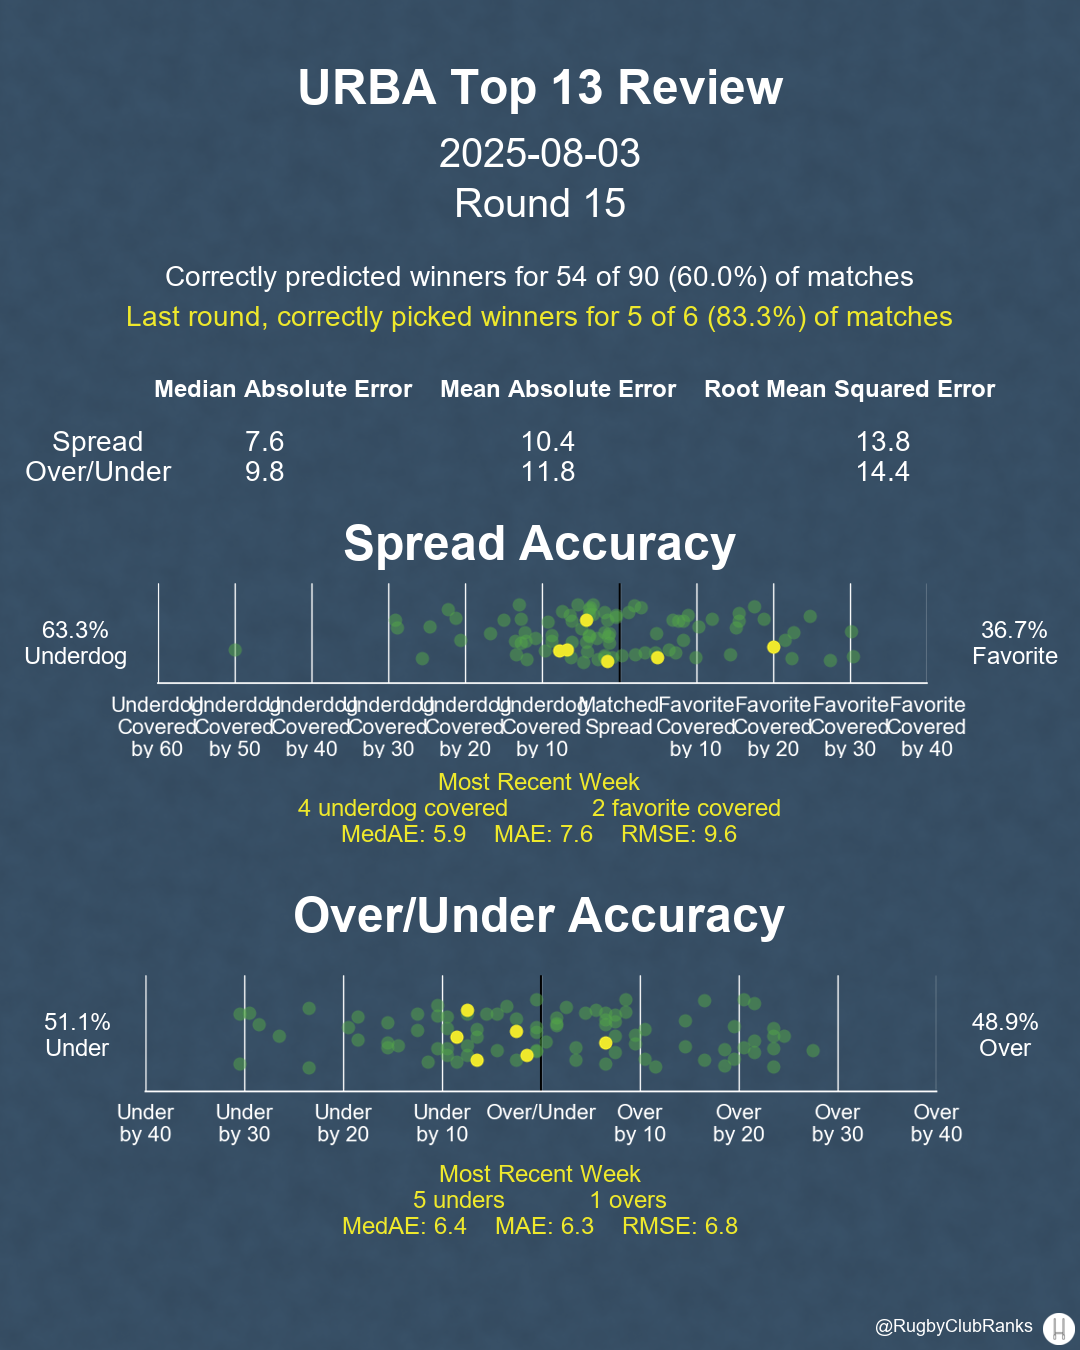 URBA Top 13 Review
2025-08-03
Round 15
Correctly predicted winners for 54 of 90 (60.0%) of matches
Last round, correctly picked winners for 5 of 6 (83.3%) of matches
Median Absolute Error Mean Absolute Error Root Mean Squared Error
Spread 7.6 10.4 13.8
Over/Under 9.8 11.8 14.4
Spread Accuracy
63.3%
Underdog
36.7%
Favorite
Underdog Underdog Underdog Underdog Underdog Underdog Matched Favorite Favorite Favorite Favorite
Covered Covered Covered Covered Covered Covered Spread Covered Covered Covered Covered
by 60 by 50 by 40 by 30 by 20 by 10 by 10 by 20 by 30 by 40
Most Recent Week
4 underdog covered 2 favorite covered
MedAE: 5.9 MAE: 7.6 RMSE: 9.6
Over/Under Accuracy
51.1%
Under
48.9%
Over
Under Under Under Under Over/Under Over Over Over Over
by 40 by 30 by 20 by 10 by 10 by 20 by 30 by 40
Most Recent Week
5 unders 1 overs
MedAE: 6.4 MAE: 6.3 RMSE: 6.8
@RugbyClubRanks